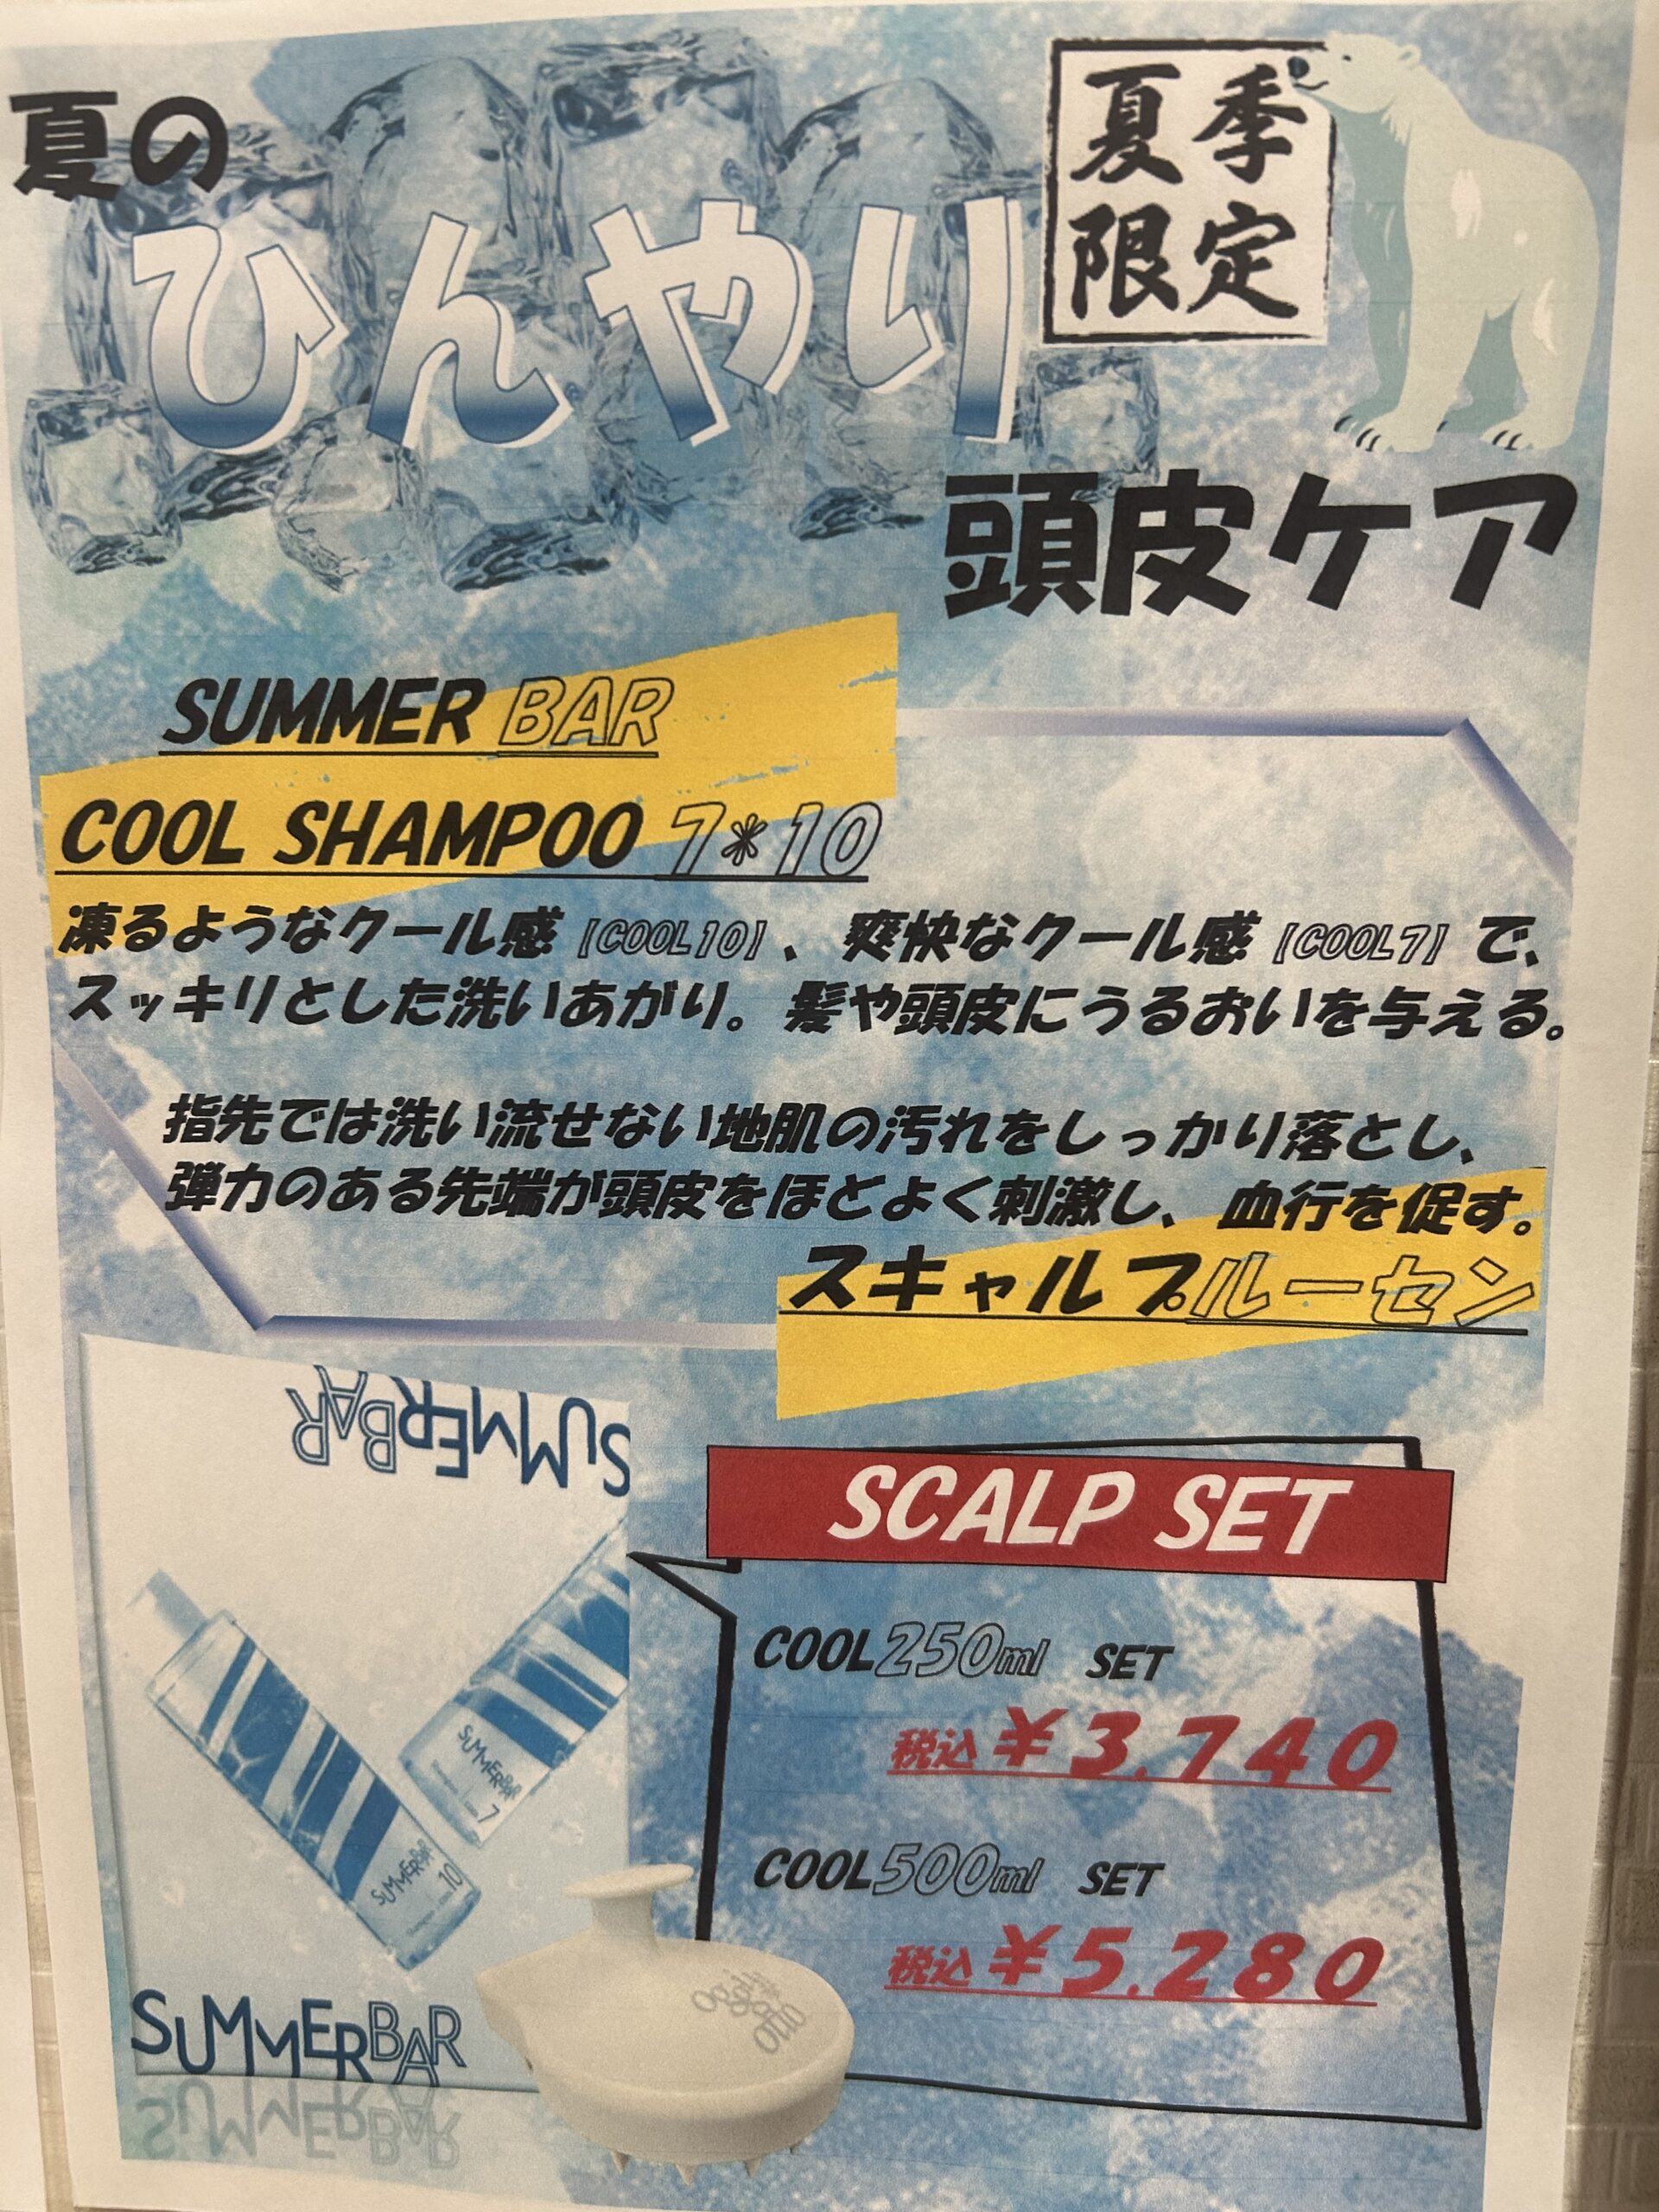 夏の
ひんやり
夏季
限定
頭皮ケア
SUMMER BAR
COOL SHAMPOO 7*10
凍るようなクール感【COOL10】、爽快なクール感【COOL7】で、
スッキリとした洗いあがり。髪や頭皮にうるおいを与える。
指先では洗い流せない地肌の汚れをしっかり落とし、
弾力のある先端が頭皮をほどよく刺激し、血行を促す。
スキャルプルーセン
SUMMERBAR
SCALP SET
COOL250ml SET
税込¥3.740
COOL500ml SET
税込¥5.280
SUMMERBAR
7
SUMMERBAR
10
oggi
otto
SUMMERBAR
SUMMERBAR